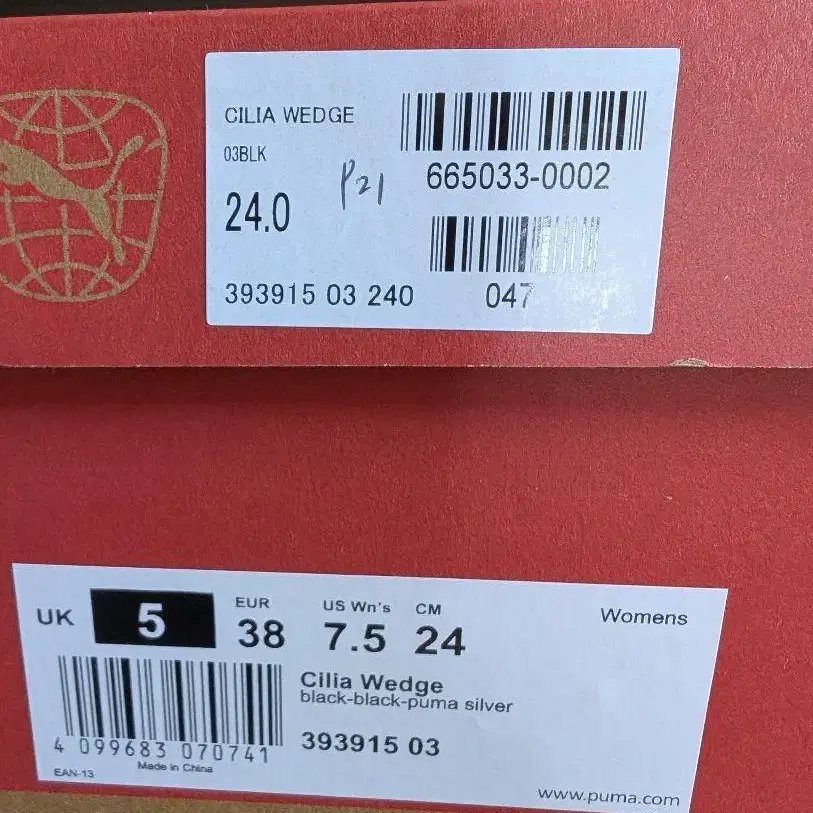 CILIA WEDGE
03BLK
P21
665033-0002
24.0
393915 03 240
047
UK 5 EUR 38 US Wn's 7.5 CM 24
Womens
Cilia Wedge
black-black-puma silver
4 099683 070741
393915 03
Made in China
EAN-13
www.puma.com